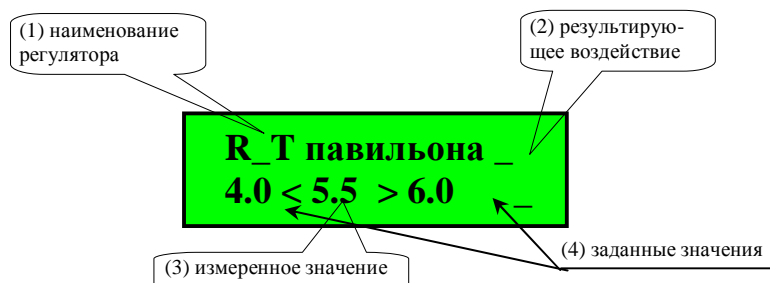 (1) наименование
регулятора
(2) результирую-
щее воздействие
R_T павильона _
4.0 < 5.5 > 6.0 _
(3) измеренное значение
(4) заданные значения